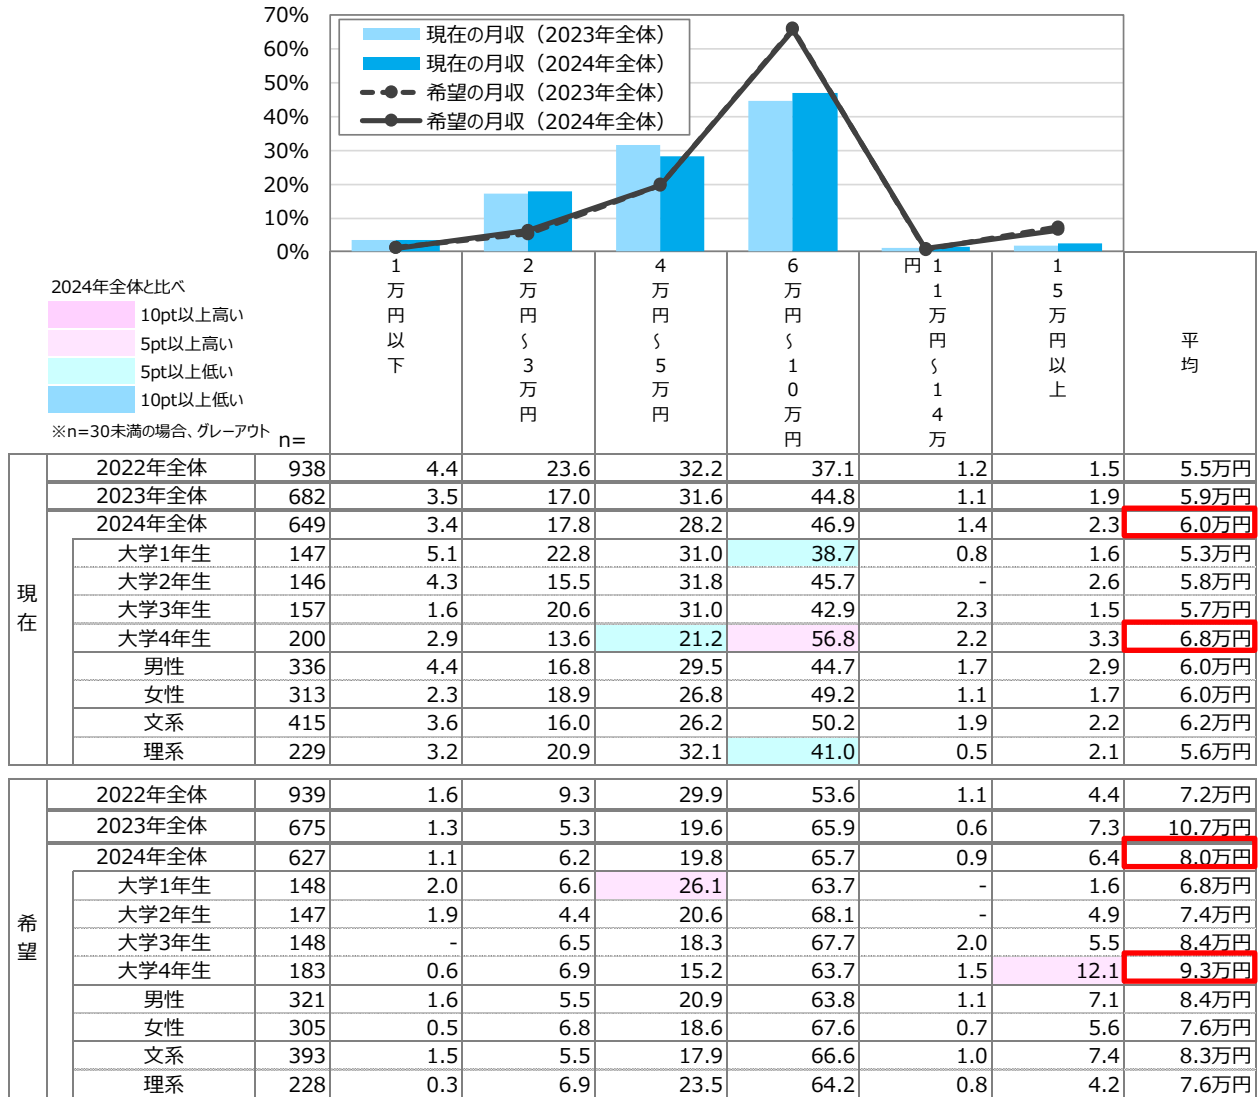 70%
60%
50%
40%
30%
20%
10%
0%
現在の月収（2023年全体）
現在の月収（2024年全体）
希望の月収（2023年全体）
希望の月収（2024年全体）
2024年全体と比べ
10pt以上高い
5pt以上高い
5pt以上低い
10pt以上低い
※n=30未満の場合、グレーアウト
n=
1万円以下
2万円～3万円
4万円～5万円
6万円～10万円
11万円～14万円
15万円以上
平均
現在
2022年全体 938 4.4 23.6 32.2 37.1 1.2 1.5 5.5万円
2023年全体 682 3.5 17.0 31.6 44.8 1.1 1.9 5.9万円
2024年全体 649 3.4 17.8 28.2 46.9 1.4 2.3 6.0万円
大学1年生 147 5.1 22.8 31.0 38.7 0.8 1.6 5.3万円
大学2年生 146 4.3 15.5 31.8 45.7 - 2.6 5.8万円
大学3年生 157 1.6 20.6 31.0 42.9 2.3 1.5 5.7万円
大学4年生 200 2.9 13.6 21.2 56.8 2.2 3.3 6.8万円
男性 336 4.4 16.8 29.5 44.7 1.7 2.9 6.0万円
女性 313 2.3 18.9 26.8 49.2 1.1 1.7 6.0万円
文系 415 3.6 16.0 26.2 50.2 1.9 2.2 6.2万円
理系 229 3.2 20.9 32.1 41.0 0.5 2.1 5.6万円
希望
2022年全体 939 1.6 9.3 29.9 53.6 1.1 4.4 7.2万円
2023年全体 675 1.3 5.3 19.6 65.9 0.6 7.3 10.7万円
2024年全体 627 1.1 6.2 19.8 65.7 0.9 6.4 8.0万円
大学1年生 148 2.0 6.6 26.1 63.7 - 1.6 6.8万円
大学2年生 147 1.9 4.4 20.6 68.1 - 4.9 7.4万円
大学3年生 148 - 6.5 18.3 67.7 2.0 5.5 8.4万円
大学4年生 183 0.6 6.9 15.2 63.7 1.5 12.1 9.3万円
男性 321 1.6 5.5 20.9 63.8 1.1 7.1 8.4万円
女性 305 0.5 6.8 18.6 67.6 0.7 5.6 7.6万円
文系 393 1.5 5.5 17.9 66.6 1.0 7.4 8.3万円
理系 228 0.3 6.9 23.5 64.2 0.8 4.2 7.6万円